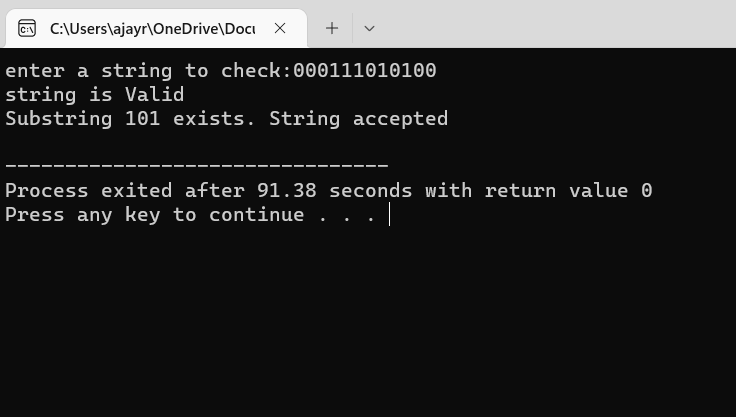 C:\Users\ajayr\OneDrive\Docu
enter a string to check:000111010100
string is Valid
Substring 101 exists. String accepted
--------------------------------
Process exited after 91.38 seconds with return value 0
Press any key to continue . . .